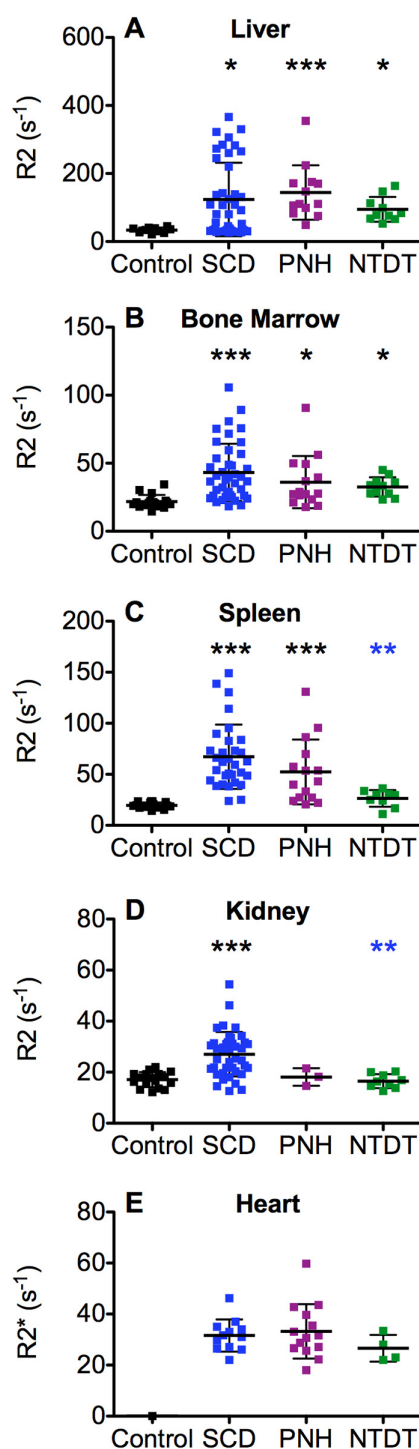 A Liver
* *** *
R2 (s-1)
600
400
200
0
Control SCD PNH NTDT
B Bone Marrow
*** * *
R2 (s-1)
150
100
50
0
Control SCD PNH NTDT
C Spleen
*** *** **
R2 (s-1)
200
150
100
50
0
Control SCD PNH NTDT
D Kidney
*** **
R2 (s-1)
80
60
40
20
0
Control SCD PNH NTDT
E Heart
R2* (s-1)
80
60
40
20
0
Control SCD PNH NTDT